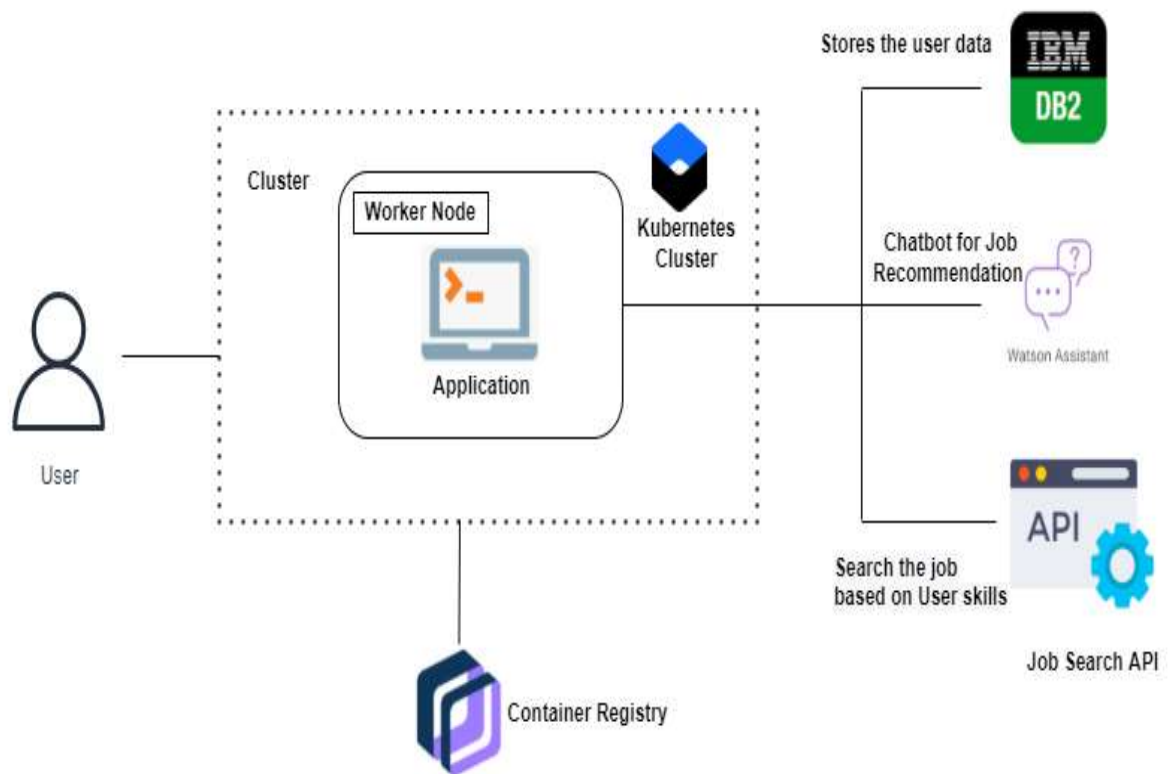 Stores the user data
IBM
DB2
Cluster
Worker Node
Kubernetes
Cluster
Application
Chatbot for Job
Recommendation
?
Watson Assistant
User
API
Search the job
based on User skills
Job Search API
Container Registry